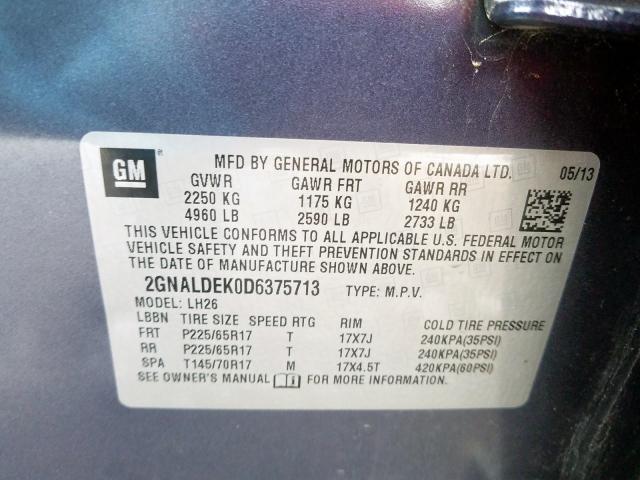 GM
MFD BY GENERAL MOTORS OF CANADA LTD. 05/13
GVWR GAWR FRT GAWR RR
2250 KG 1175 KG 1240 KG
4960 LB 2590 LB 2733 LB
THIS VEHICLE CONFORMS TO ALL APPLICABLE U.S. FEDERAL MOTOR
VEHICLE SAFETY AND THEFT PREVENTION STANDARDS IN EFFECT ON
THE DATE OF MANUFACTURE SHOWN ABOVE.
2GNALDEK0D6375713 TYPE: M.P.V.
MODEL: LH26
LBBN TIRE SIZE SPEED RTG RIM COLD TIRE PRESSURE
FRT P225/65R17 T 17X7J 240KPA(35PSI)
RR P225/65R17 T 17X7J 240KPA(35PSI)
SPA T145/70R17 M 17X4.5T 420KPA(60PSI)
SEE OWNER'S MANUAL FOR MORE INFORMATION.